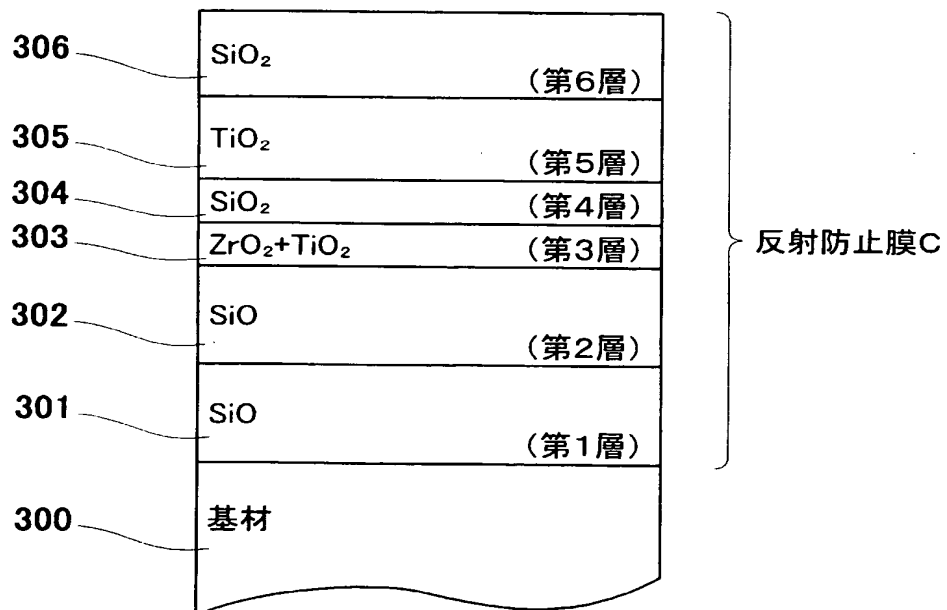 306 SiO₂ (第6層)
305 TiO₂ (第5層)
304 SiO₂ (第4層)
303 ZrO₂+TiO₂ (第3層)
反射防止膜C
302 SiO (第2層)
301 SiO (第1層)
300 基材